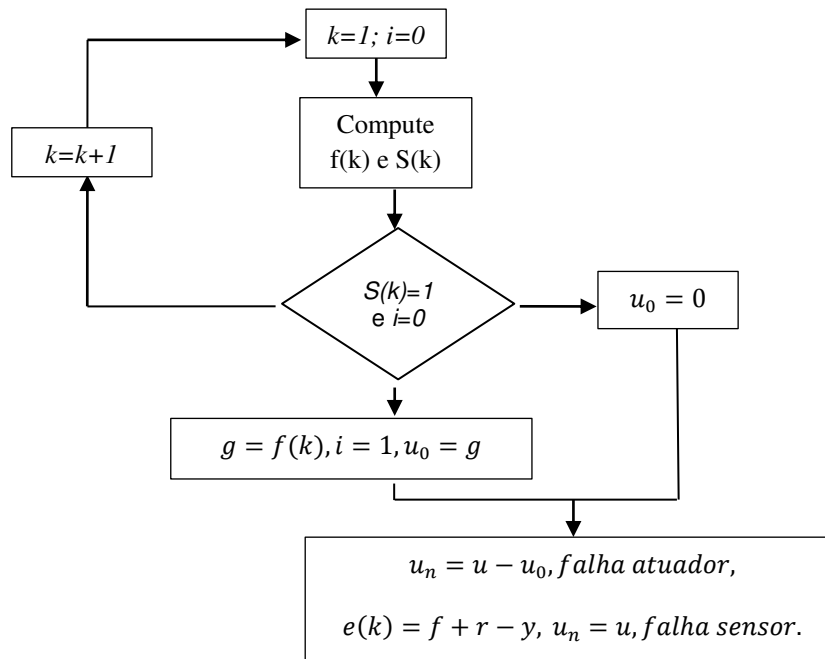 k=1; i=0
Compute
f(k) e S(k)
k=k+1
S(k)=1
e i=0
u₀ = 0
g = f(k), i = 1, u₀ = g
uₙ = u − u₀, falha atuador,
e(k) = f + r − y, uₙ = u, falha sensor.